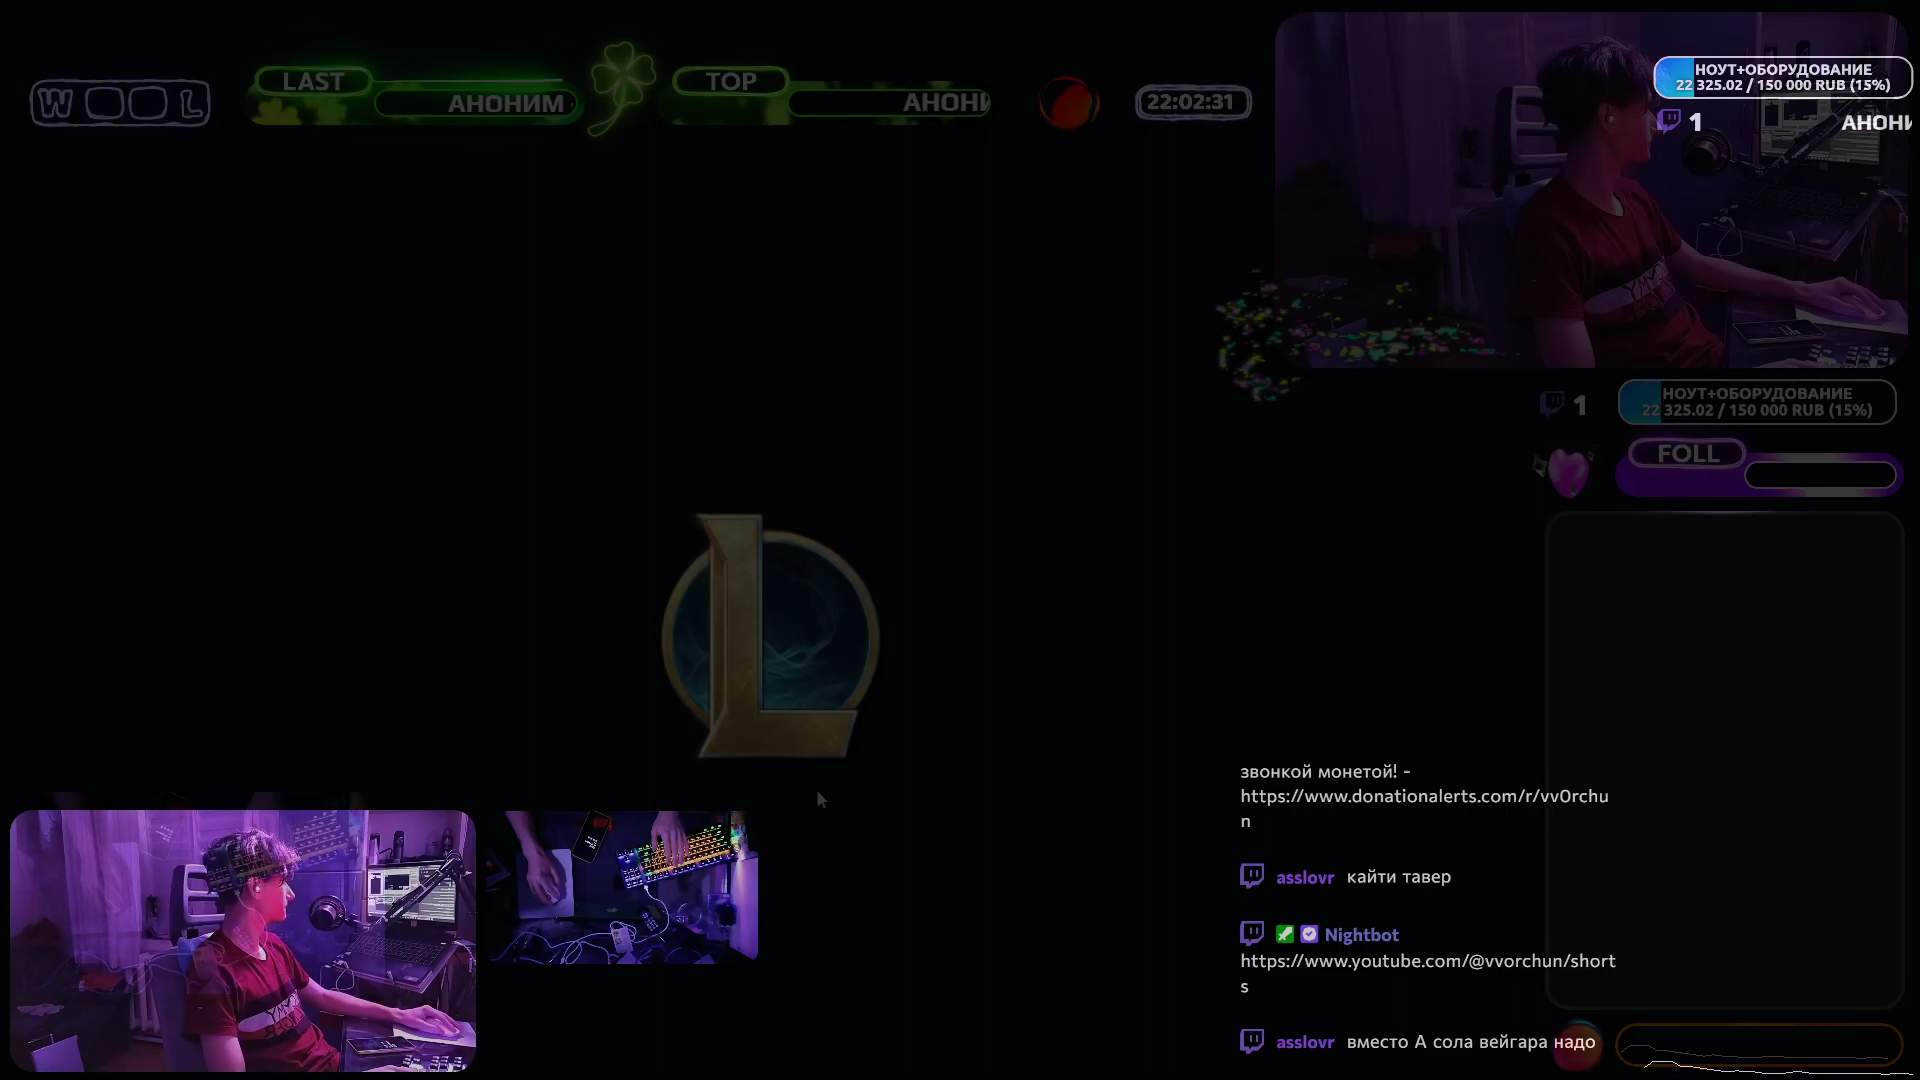 WOOL
LAST
АНОНИМ
TOP
АНОНИ
22:02:31
НОУТ+ОБОРУДОВАНИЕ
22 325.02 / 150 000 RUB (15%)
1
АНОНИ
1
НОУТ+ОБОРУДОВАНИЕ
22 325.02 / 150 000 RUB (15%)
FOLL
звонкой монетой! -
https://www.donationalerts.com/r/vv0rchu
n
asslovr кайти тавер
Nightbot
https://www.youtube.com/@vvorchun/short
s
asslovr вместо А сола вейгара надо